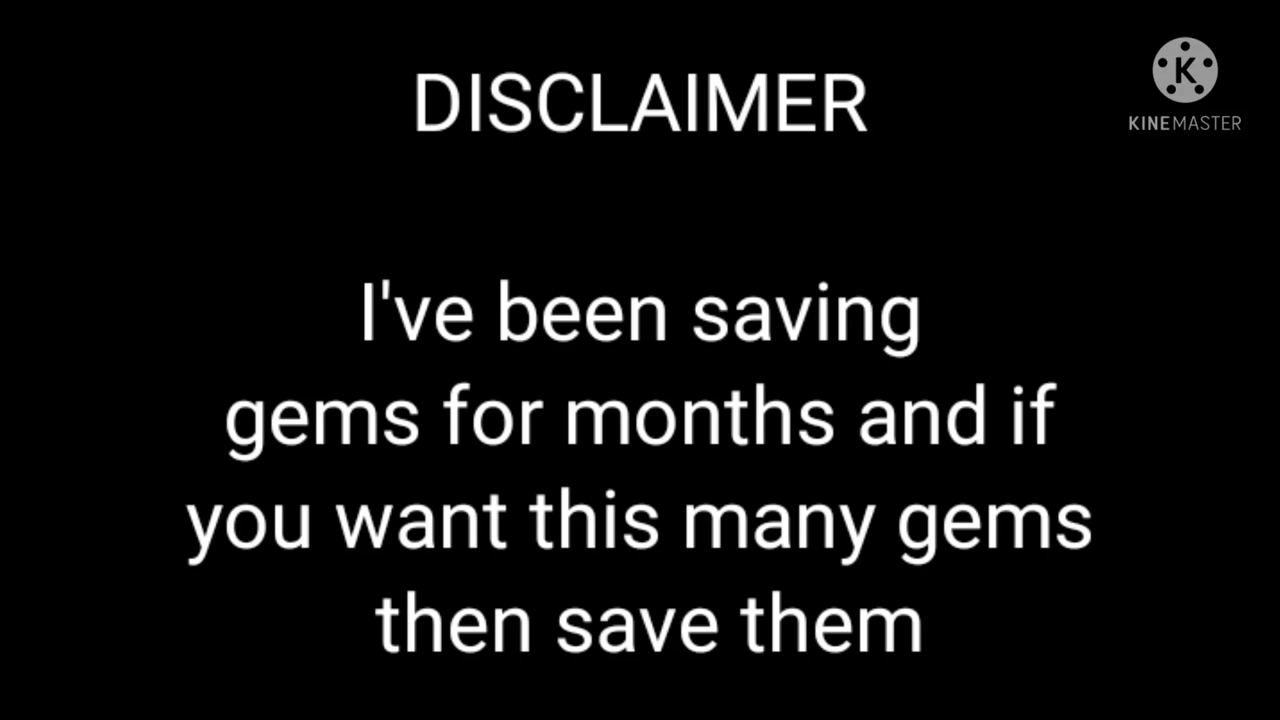 DISCLAIMER
K
KINEMASTER
I've been saving
gems for months and if
you want this many gems
then save them